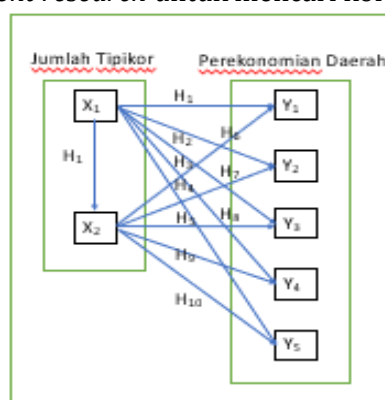 Jumlah Tipikor
Perekonomian Daerah
X₁
H₁
Y₁
H₂
H₆
H₃
H₁
H₄
H₇
Y₂
X₂
H₅
H₈
Y₃
H₉
Y₄
H₁₀
Y₅